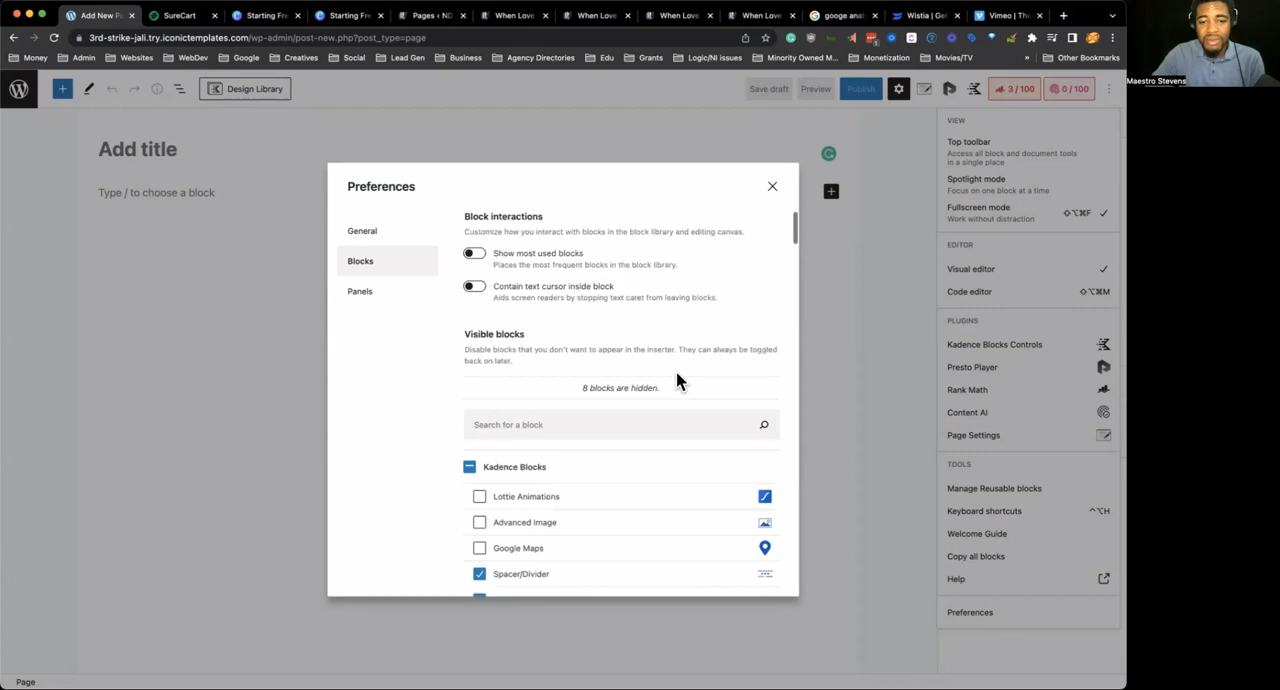 Add New Pa
SureCart
Starting Fre
Starting Fre
Pages ‹ ND
When Love
When Love
When Love
When Love
googe anal
Wistia | Get
Vimeo | Th
3rd-strike-jali.try.iconictemplates.com/wp-admin/post-new.php?post_type=page
Money
Admin
Websites
WebDev
Google
Creatives
Social
Lead Gen
Business
Agency Directories
Edu
Grants
Logic/NI issues
Minority Owned M...
Monetization
Movies/TV
»
Other Bookmarks
Maestro Stevens
Design Library
Save draft
Preview
Publish
3 / 100
0 / 100
Add title
Type / to choose a block
Preferences
General
Blocks
Panels
Block interactions
Customize how you interact with blocks in the block library and editing canvas.
Show most used blocks
Places the most frequent blocks in the block library.
Contain text cursor inside block
Aids screen readers by stopping text caret from leaving blocks.
Visible blocks
Disable blocks that you don't want to appear in the inserter. They can always be toggled
back on later.
8 blocks are hidden.
Search for a block
Kadence Blocks
Lottie Animations
Advanced Image
Google Maps
Spacer/Divider
VIEW
Top toolbar
Access all block and document tools
in a single place
Spotlight mode
Focus on one block at a time
Fullscreen mode
⇧⌥⌘F
Work without distraction
EDITOR
Visual editor
Code editor
⇧⌥⌘M
PLUGINS
Kadence Blocks Controls
Presto Player
Rank Math
Content AI
Page Settings
TOOLS
Manage Reusable blocks
Keyboard shortcuts
⌃⌥H
Welcome Guide
Copy all blocks
Help
Preferences
Page